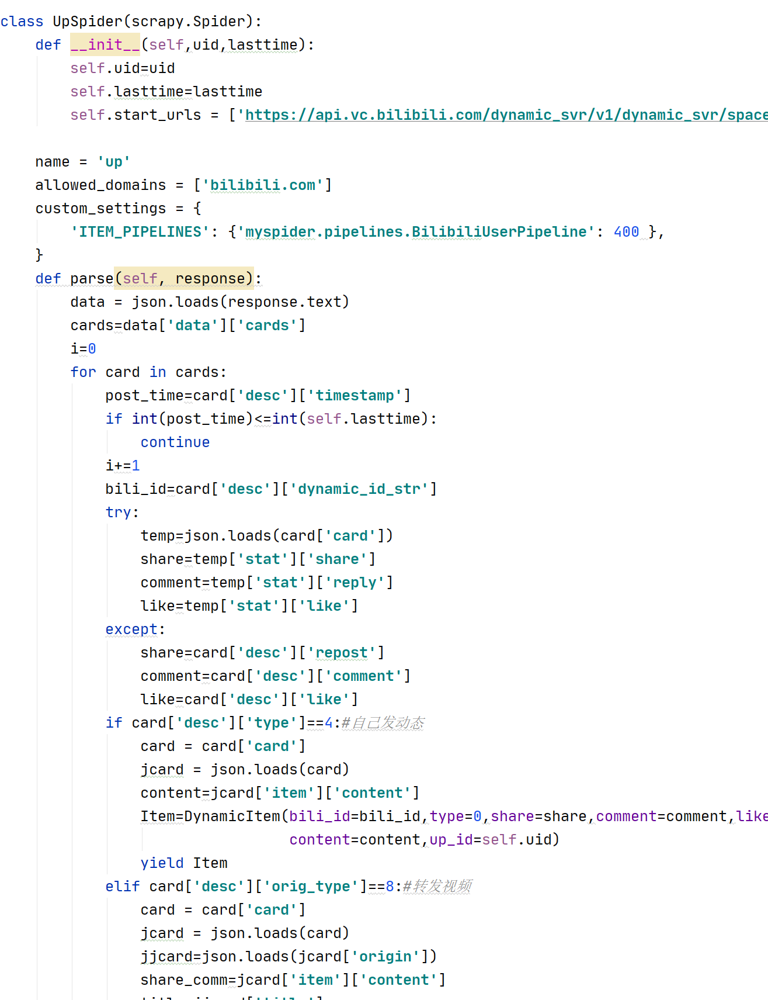 class UpSpider(scrapy.Spider):
    def __init__(self,uid,lasttime):
        self.uid=uid
        self.lasttime=lasttime
        self.start_urls = ['https://api.vc.bilibili.com/dynamic_svr/v1/dynamic_svr/space
    name = 'up'
    allowed_domains = ['bilibili.com']
    custom_settings = {
        'ITEM_PIPELINES': {'myspider.pipelines.BilibiliUserPipeline': 400 },
    }
    def parse(self, response):
        data = json.loads(response.text)
        cards=data['data']['cards']
        i=0
        for card in cards:
            post_time=card['desc']['timestamp']
            if int(post_time)<=int(self.lasttime):
                continue
            i+=1
            bili_id=card['desc']['dynamic_id_str']
            try:
                temp=json.loads(card['card'])
                share=temp['stat']['share']
                comment=temp['stat']['reply']
                like=temp['stat']['like']
            except:
                share=card['desc']['repost']
                comment=card['desc']['comment']
                like=card['desc']['like']
            if card['desc']['type']==4:#自己发动态
                card = card['card']
                jcard = json.loads(card)
                content=jcard['item']['content']
                Item=DynamicItem(bili_id=bili_id,type=0,share=share,comment=comment,like
                                 content=content,up_id=self.uid)
                yield Item
            elif card['desc']['orig_type']==8:#转发视频
                card = card['card']
                jcard = json.loads(card)
                jjcard=json.loads(jcard['origin'])
                share_comm=jcard['item']['content']